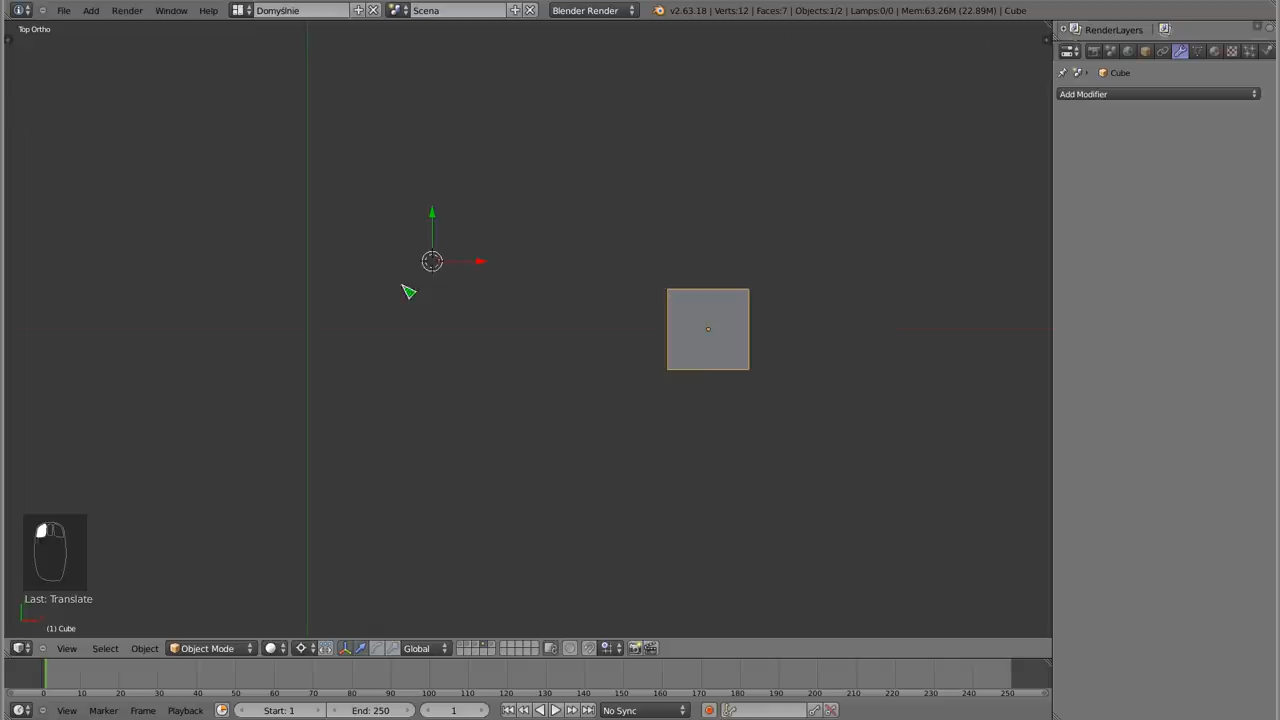 File Add Render Window Help Domyślnie Scena Blender Render v2.63.18 | Verts:12 | Faces:7 | Objects:1/2 | Lamps:0/0 | Mem:63.26M (22.89M) | Cube
Top Ortho
RenderLayers
Cube
Add Modifier
Last: Translate
(1) Cube
View Select Object Object Mode Global
0 10 20 30 40 50 60 70 80 90 100 110 120 130 140 150 160 170 180 190 200 210 220 230 240 250
View Marker Frame Playback Start: 1 End: 250 1 No Sync